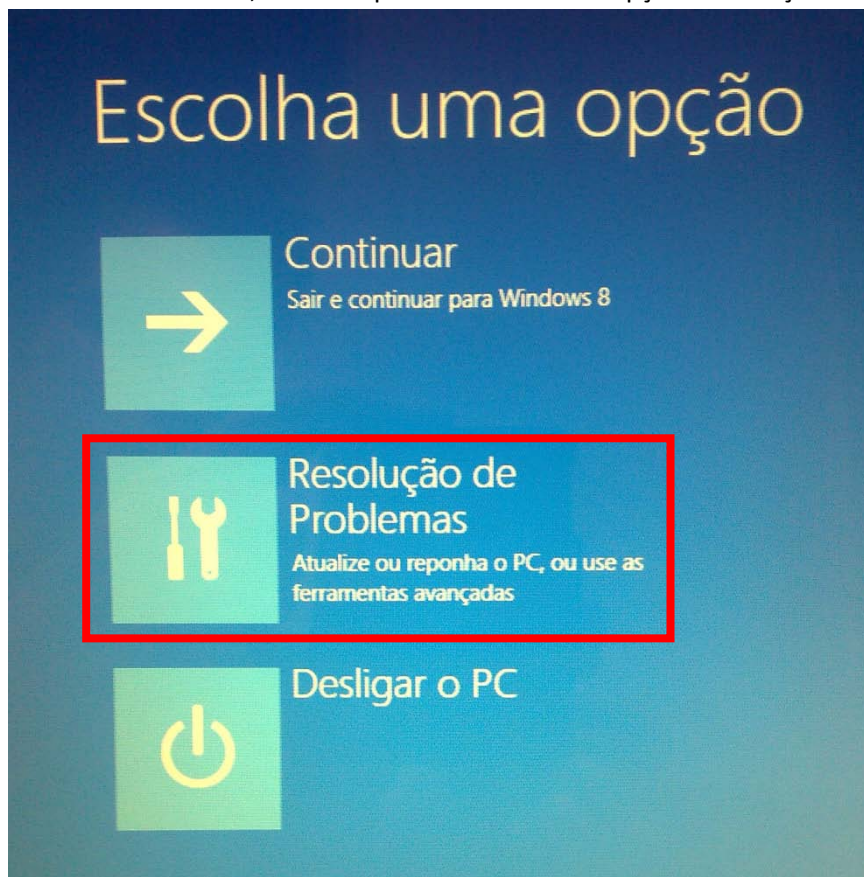 Escolha uma opção
Continuar
Sair e continuar para Windows 8
Resolução de
Problemas
Atualize ou reponha o PC, ou use as
ferramentas avançadas
Desligar o PC